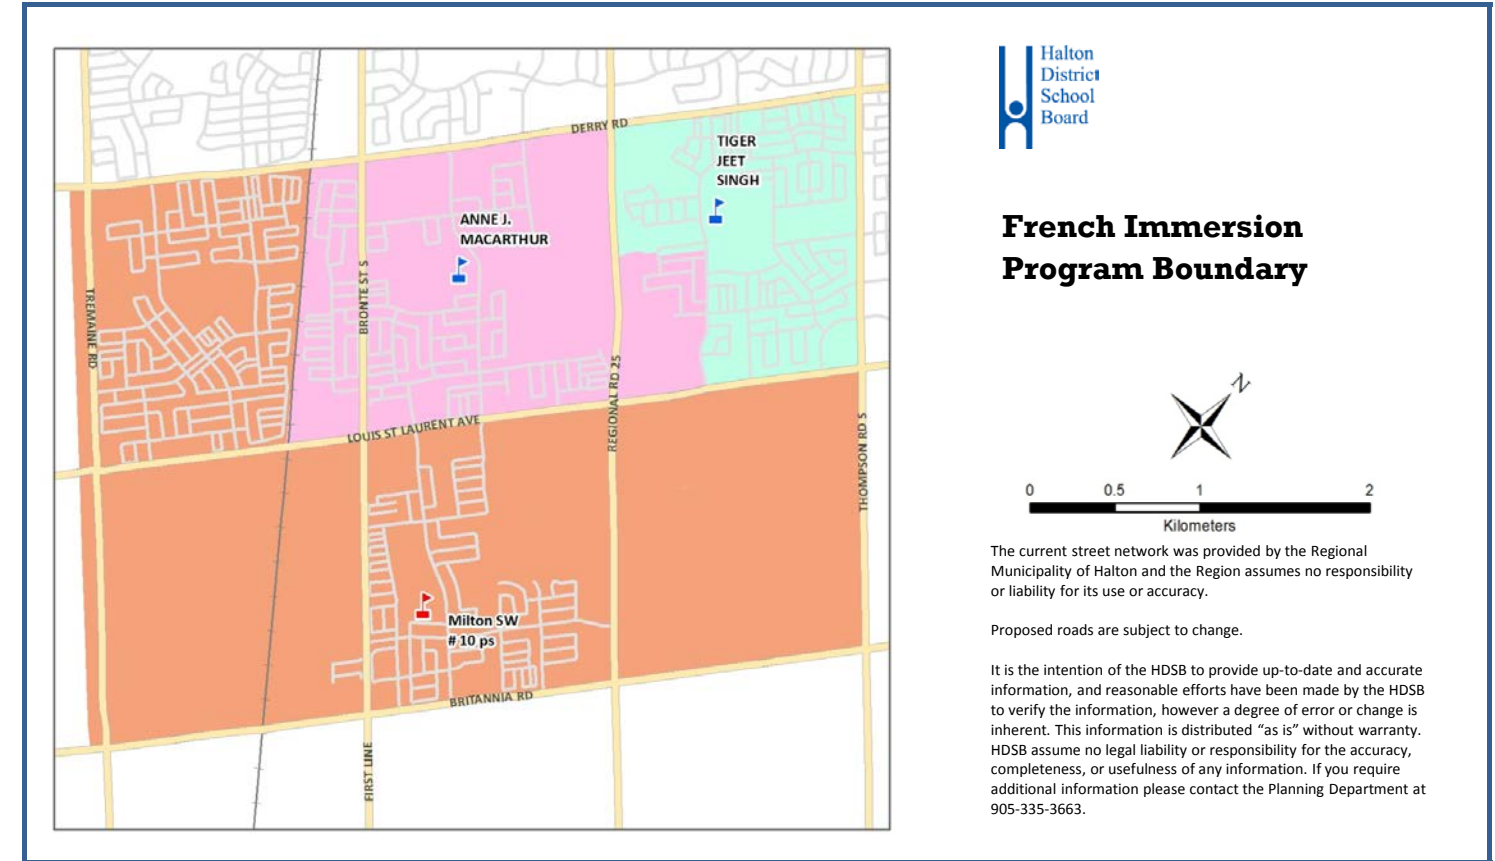 DERRY RD
TIGER
JEET
SINGH
ANNE J.
MACARTHUR
TREMAINE RD
BRONTE ST S
REGIONAL RD 25
LOUIS ST LAURENT AVE
THOMPSON RD S
Milton SW
# 10 ps
BRITANNIA RD
FIRST LINE
Halton
District
School
Board
French Immersion
Program Boundary
N
0 0.5 1 2
Kilometers
The current street network was provided by the Regional
Municipality of Halton and the Region assumes no responsibility
or liability for its use or accuracy.
Proposed roads are subject to change.
It is the intention of the HDSB to provide up-to-date and accurate
information, and reasonable efforts have been made by the HDSB
to verify the information, however a degree of error or change is
inherent. This information is distributed “as is” without warranty.
HDSB assume no legal liability or responsibility for the accuracy,
completeness, or usefulness of any information. If you require
additional information please contact the Planning Department at
905-335-3663.